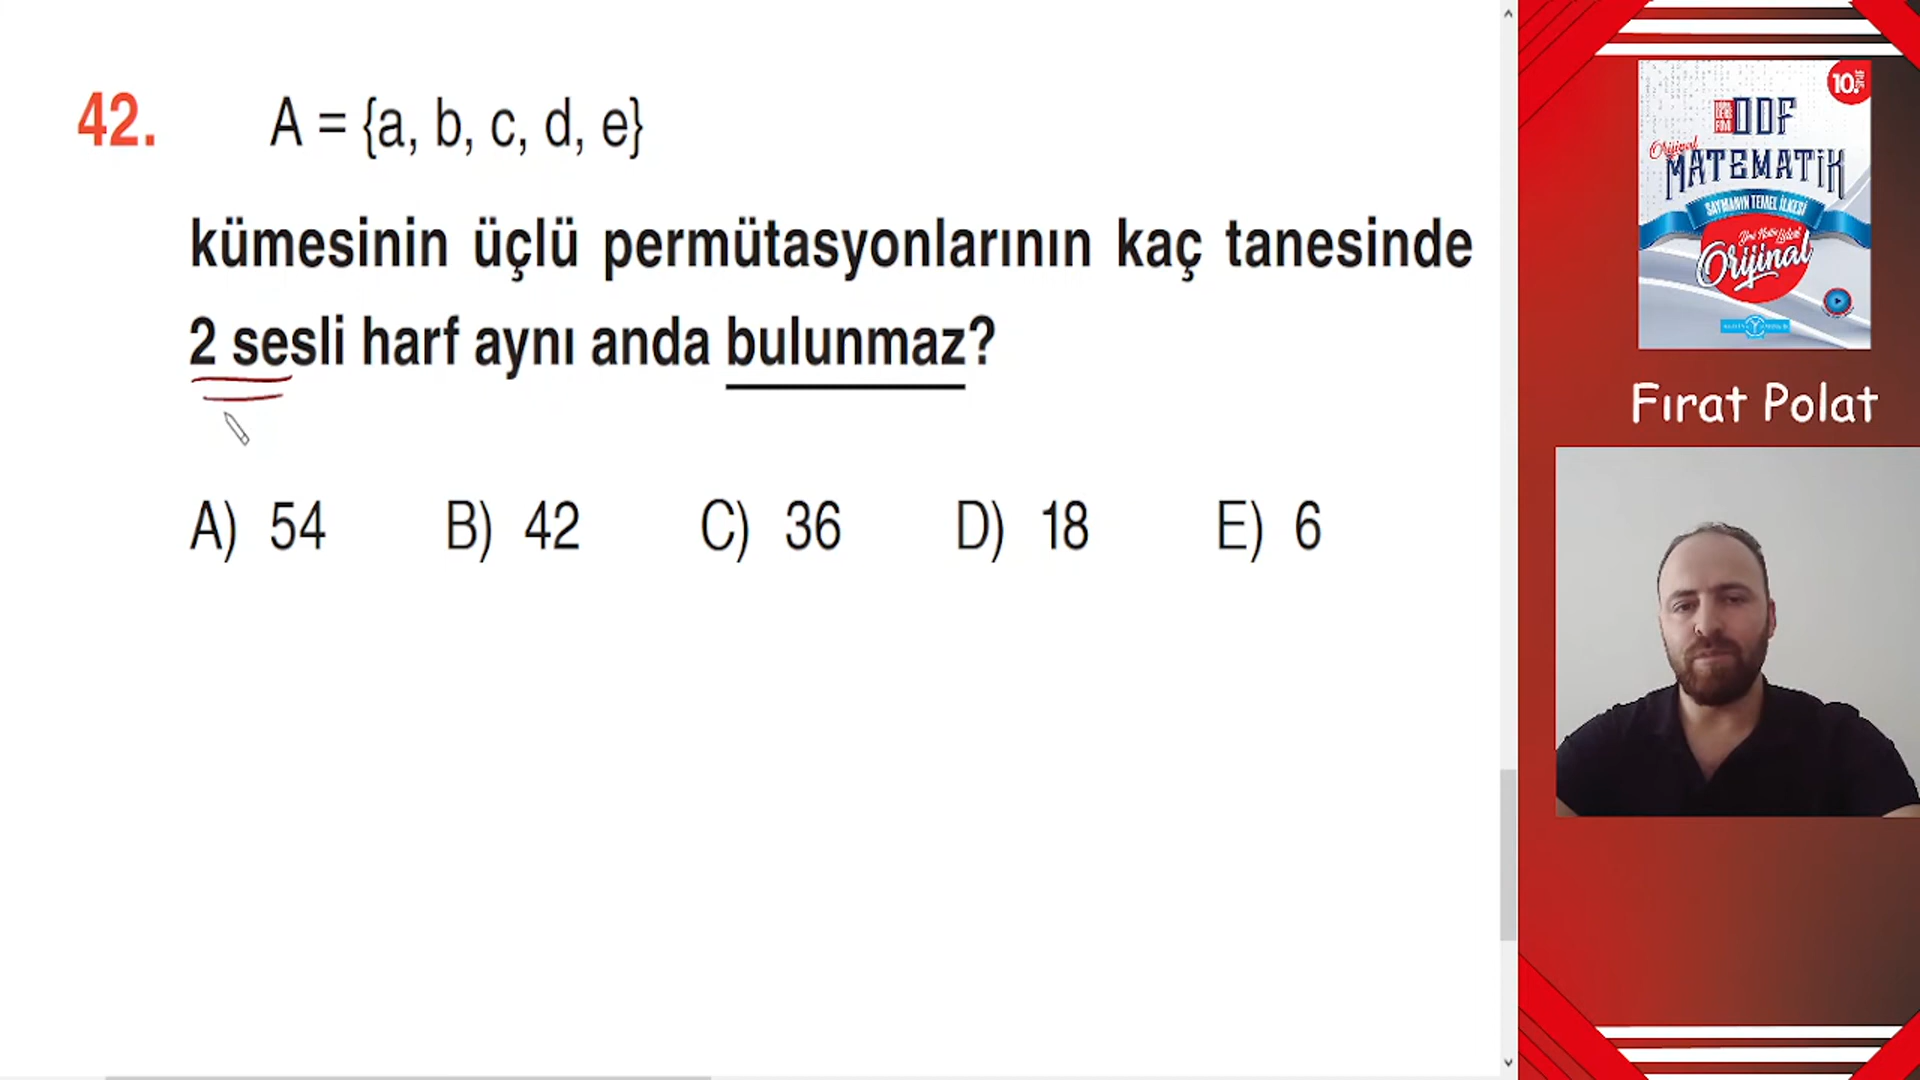 42. A = {a, b, c, d, e}
kümesinin üçlü permütasyonlarının kaç tanesinde
2 sesli harf aynı anda bulunmaz?
A) 54 B) 42 C) 36 D) 18 E) 6
10.
ODF
Orijinal
MATEMATİK
SAYMANIN TEMEL İLKESİ
Orijinal
Fırat Polat